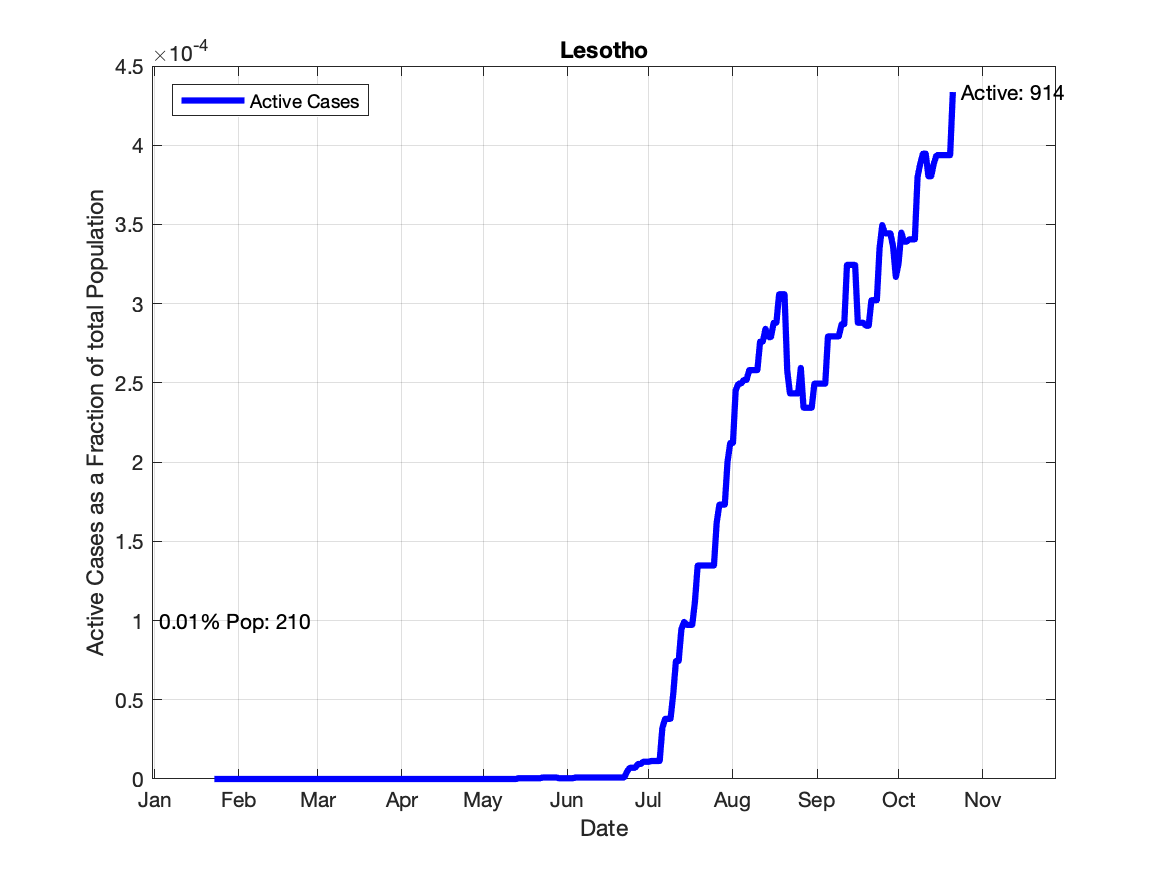 Lesotho
×10-4
4.5
4
3.5
3
2.5
2
1.5
1
0.5
0
Active Cases as a Fraction of total Population
Active Cases
Active: 914
0.01% Pop: 210
Jan Feb Mar Apr May Jun Jul Aug Sep Oct Nov
Date